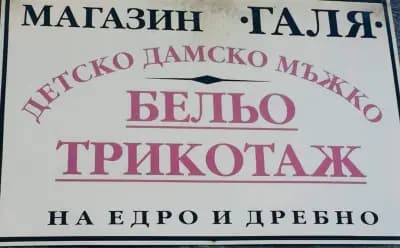 МАГАЗИН •ГАЛЯ•
ДЕТСКО ДАМСКО МЪЖКО
БЕЛЬО
ТРИКОТАЖ
НА ЕДРО И ДРЕБНО